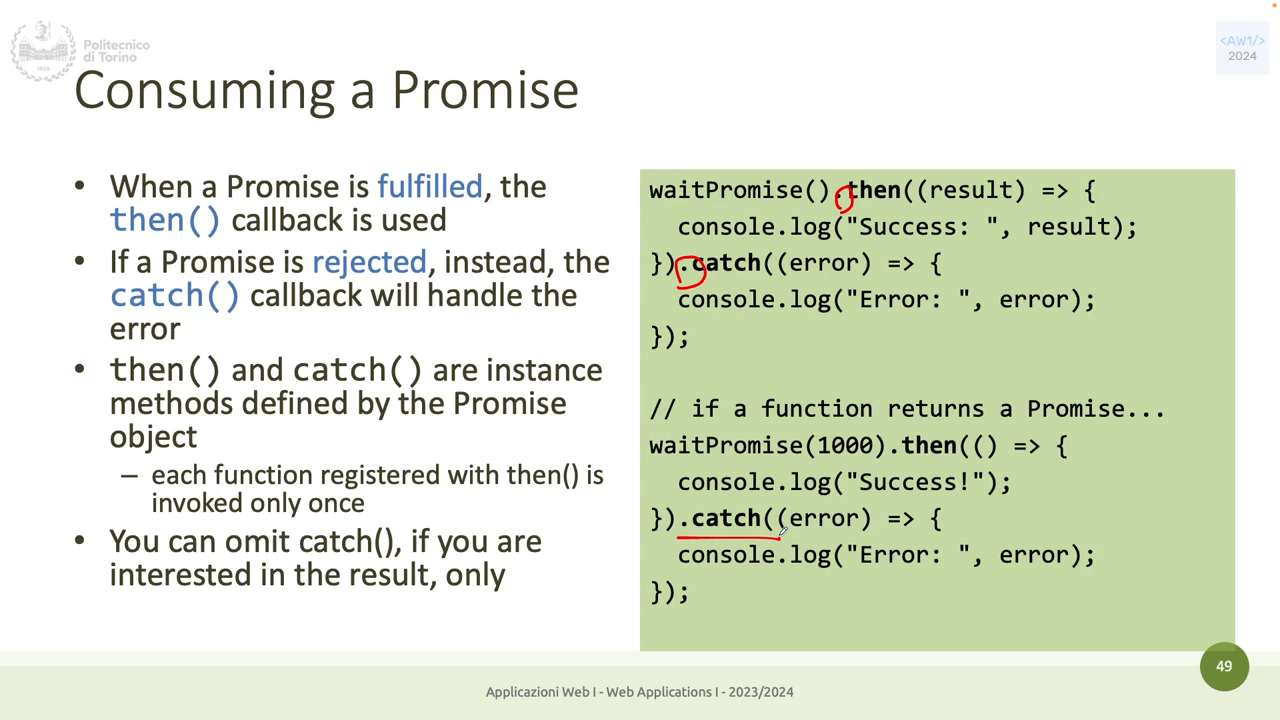 Politecnico
di Torino
1859
<AW1/>
2024
Consuming a Promise
• When a Promise is fulfilled, the
then() callback is used
• If a Promise is rejected, instead, the
catch() callback will handle the
error
• then() and catch() are instance
methods defined by the Promise
object
– each function registered with then() is
invoked only once
• You can omit catch(), if you are
interested in the result, only
waitPromise().then((result) => {
  console.log("Success: ", result);
}).catch((error) => {
  console.log("Error: ", error);
});
// if a function returns a Promise...
waitPromise(1000).then(() => {
  console.log("Success!");
}).catch((error) => {
  console.log("Error: ", error);
});
49
Applicazioni Web I - Web Applications I - 2023/2024